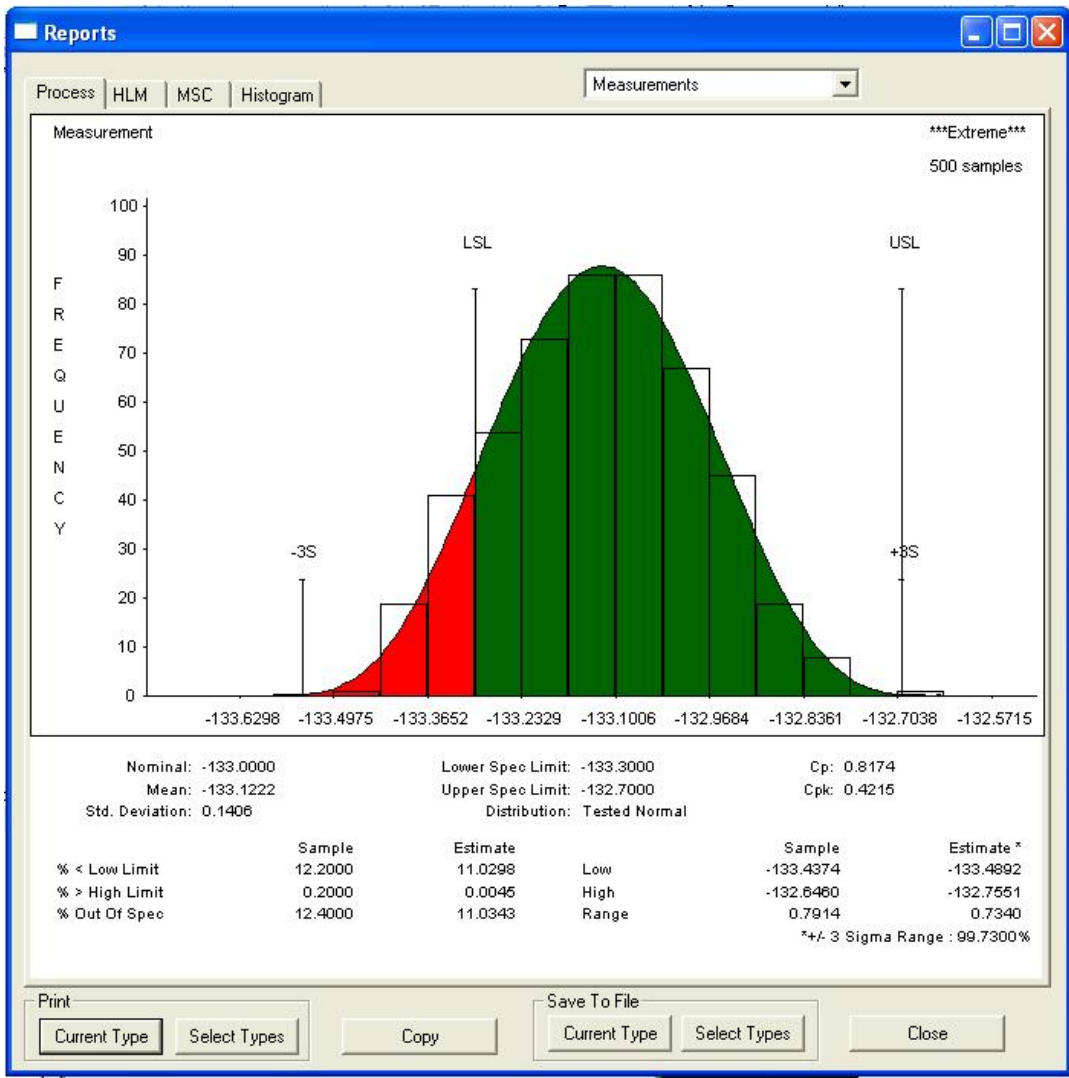 Reports
Process HLM MSC Histogram Measurements
Measurement ***Extreme***
500 samples
100
90
80
70
60
50
40
30
20
10
0
FREQUENCY
LSL USL
-3S +3S
-133.6298 -133.4975 -133.3652 -133.2329 -133.1006 -132.9684 -132.8361 -132.7038 -132.5715
Nominal: -133.0000 Lower Spec Limit: -133.3000 Cp: 0.8174
Mean: -133.1222 Upper Spec Limit: -132.7000 Cpk: 0.4215
Std. Deviation: 0.1406 Distribution: Tested Normal
Sample Estimate Sample Estimate *
% < Low Limit 12.2000 11.0298 Low -133.4374 -133.4892
% > High Limit 0.2000 0.0045 High -132.6460 -132.7551
% Out Of Spec 12.4000 11.0343 Range 0.7914 0.7340
*+/- 3 Sigma Range : 99.7300%
Print Save To File
Current Type Select Types Copy Current Type Select Types Close